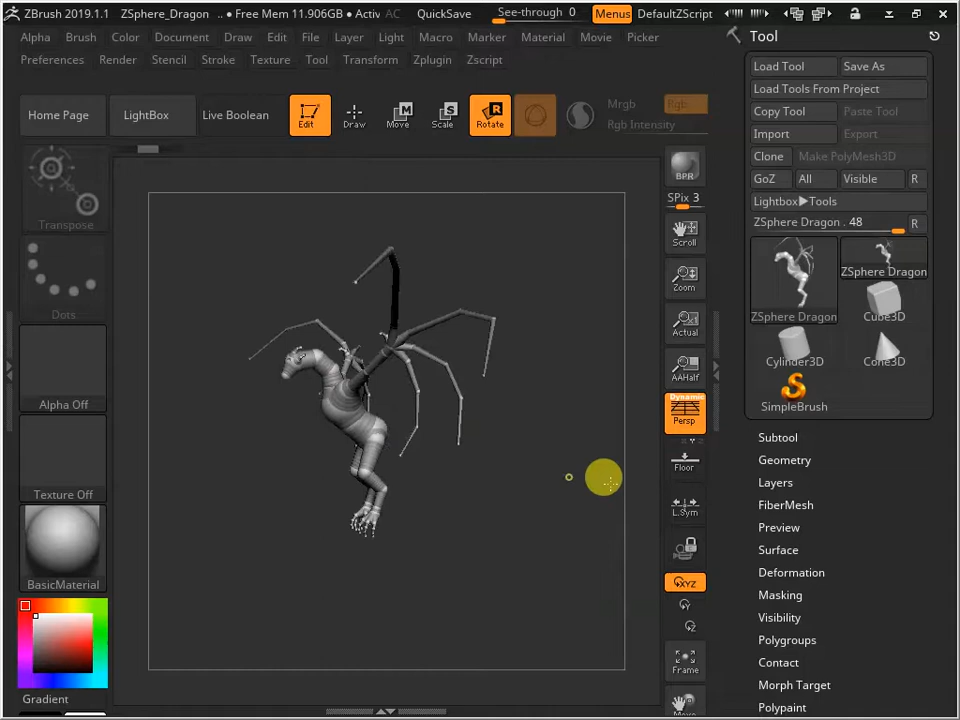 ZBrush 2019.1.1 ZSphere_Dragon .. ● Free Mem 11.906GB ● Activ AC QuickSave See-through 0 Menus DefaultZScript
Alpha Brush Color Document Draw Edit File Layer Light Macro Marker Material Movie Picker
Preferences Render Stencil Stroke Texture Tool Transform Zplugin Zscript
Home Page LightBox Live Boolean Edit Draw Move Scale Rotate Mrgb Rgb
Rgb Intensity
M
S
R
Transpose
Dots
Alpha Off
Texture Off
BasicMaterial
Gradient
BPR
SPix 3
Scroll
Zoom
Actual
AAHalf
Dynamic
Persp
Floor
L.Sym
XYZ
Y
Z
Frame
Move
Tool
Load Tool Save As
Load Tools From Project
Copy Tool Paste Tool
Import Export
Clone Make PolyMesh3D
GoZ All Visible R
Lightbox▶Tools
ZSphere Dragon . 48 R
ZSphere Dragon
ZSphere Dragon Cube3D
Cylinder3D Cone3D
SimpleBrush
Subtool
Geometry
Layers
FiberMesh
Preview
Surface
Deformation
Masking
Visibility
Polygroups
Contact
Morph Target
Polypaint